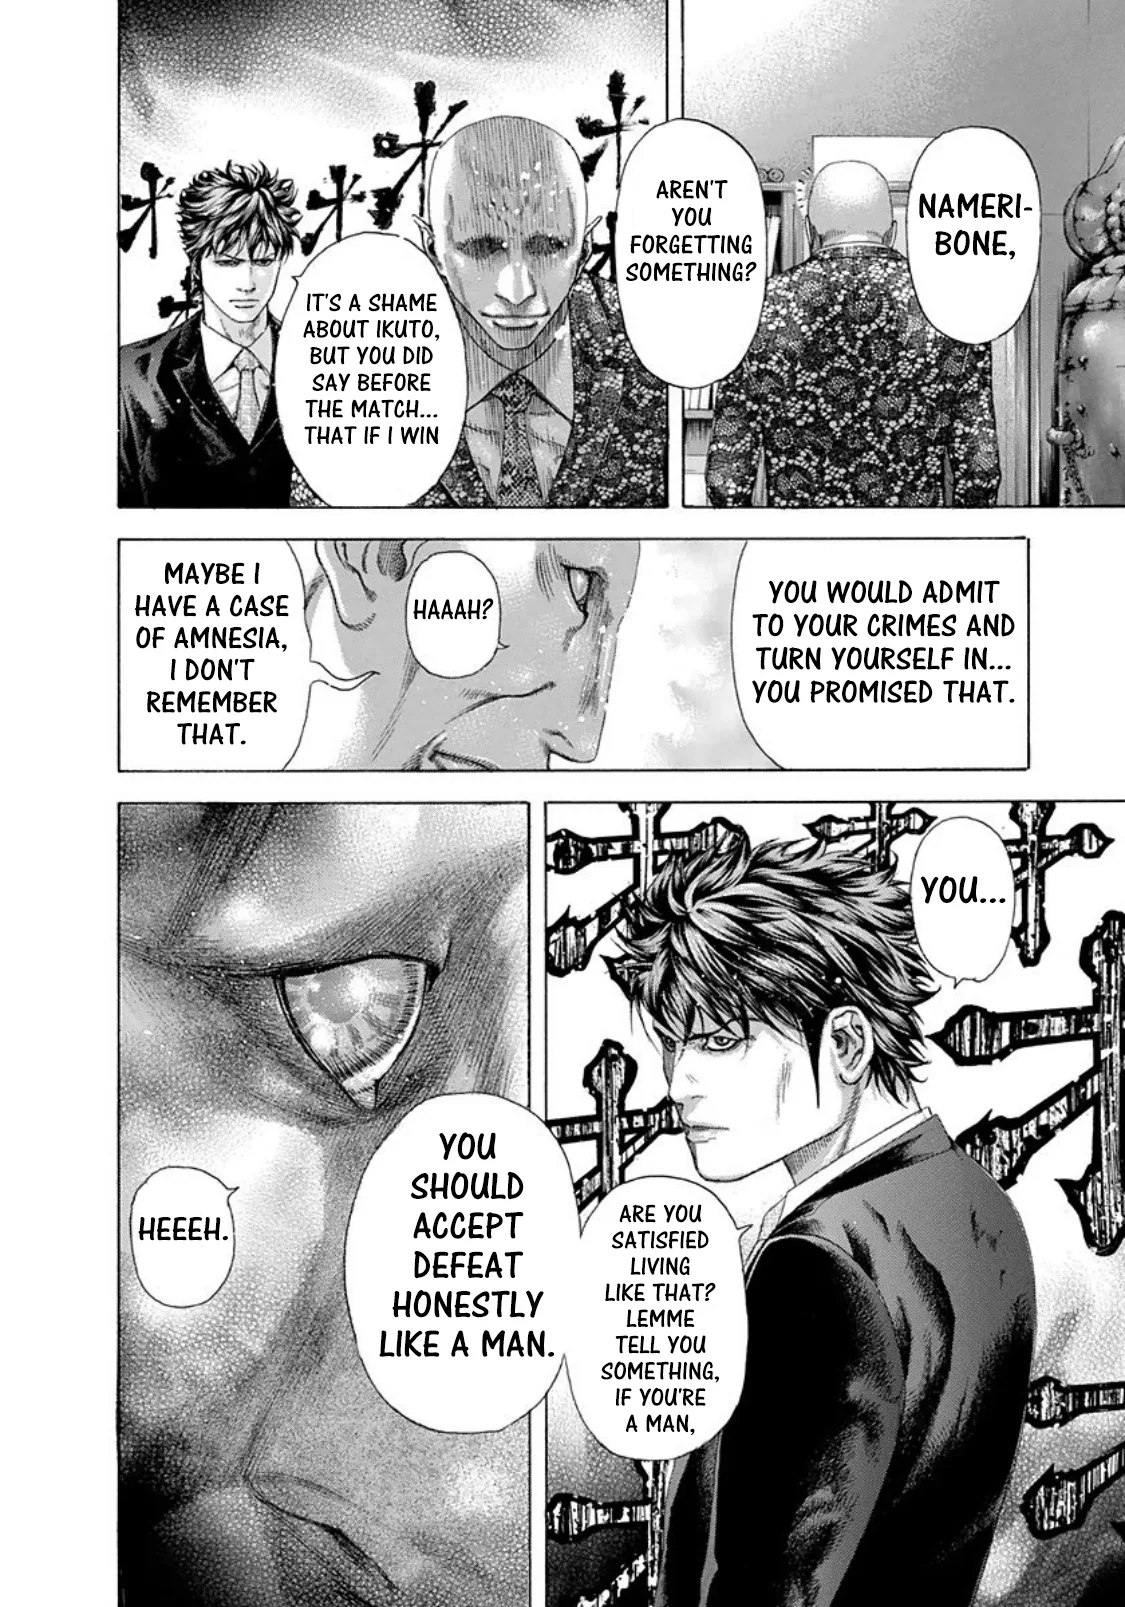 NAMERI-
BONE,
AREN'T
YOU
FORGETTING
SOMETHING?
IT'S A SHAME
ABOUT IKUTO,
BUT YOU DID
SAY BEFORE
THE MATCH...
THAT IF I WIN
YOU WOULD ADMIT
TO YOUR CRIMES AND
TURN YOURSELF IN...
YOU PROMISED THAT.
HAAAH?
MAYBE I
HAVE A CASE
OF AMNESIA,
I DON'T
REMEMBER
THAT.
YOU...
ARE YOU
SATISFIED
LIVING
LIKE THAT?
LEMME
TELL YOU
SOMETHING,
IF YOU'RE
A MAN,
YOU
SHOULD
ACCEPT
DEFEAT
HONESTLY
LIKE A MAN.
HEEEH.